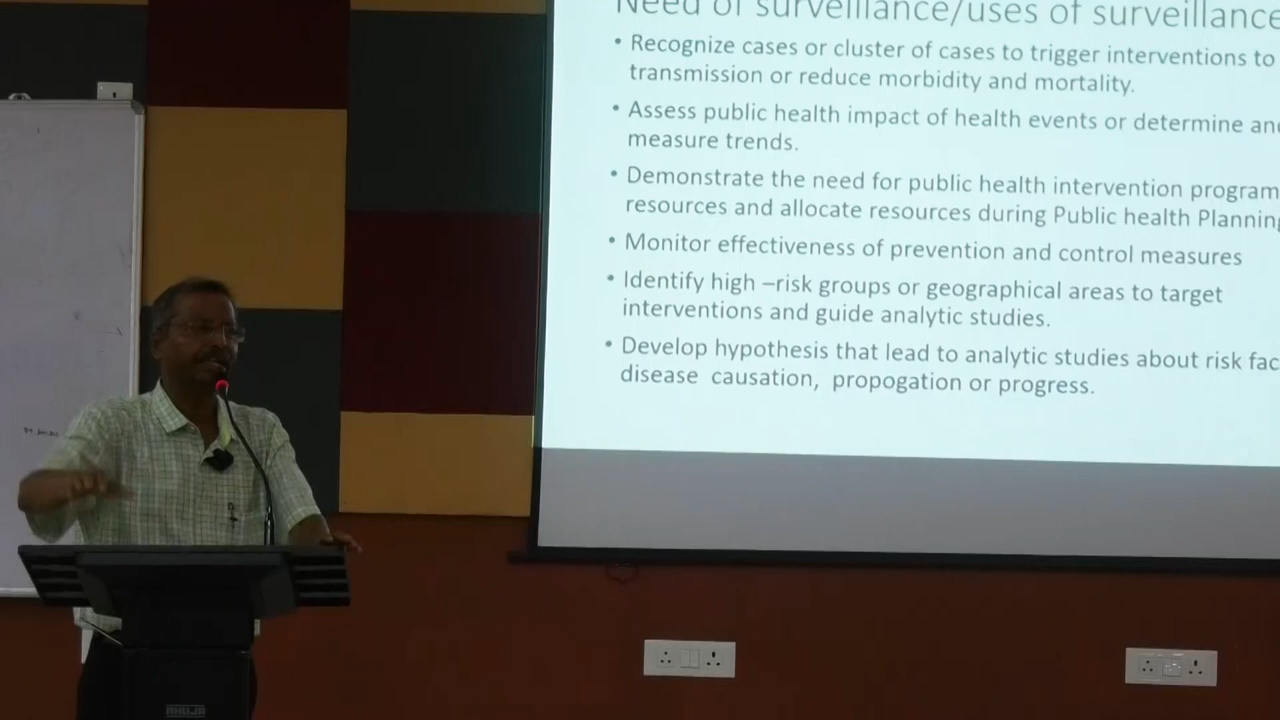 Need of surveillance/uses of surveillance
• Recognize cases or cluster of cases to trigger interventions to
transmission or reduce morbidity and mortality.
• Assess public health impact of health events or determine and
measure trends.
• Demonstrate the need for public health intervention program
resources and allocate resources during Public health Planning
• Monitor effectiveness of prevention and control measures
• Identify high –risk groups or geographical areas to target
interventions and guide analytic studies.
• Develop hypothesis that lead to analytic studies about risk fac
disease causation, propogation or progress.
AHUJA